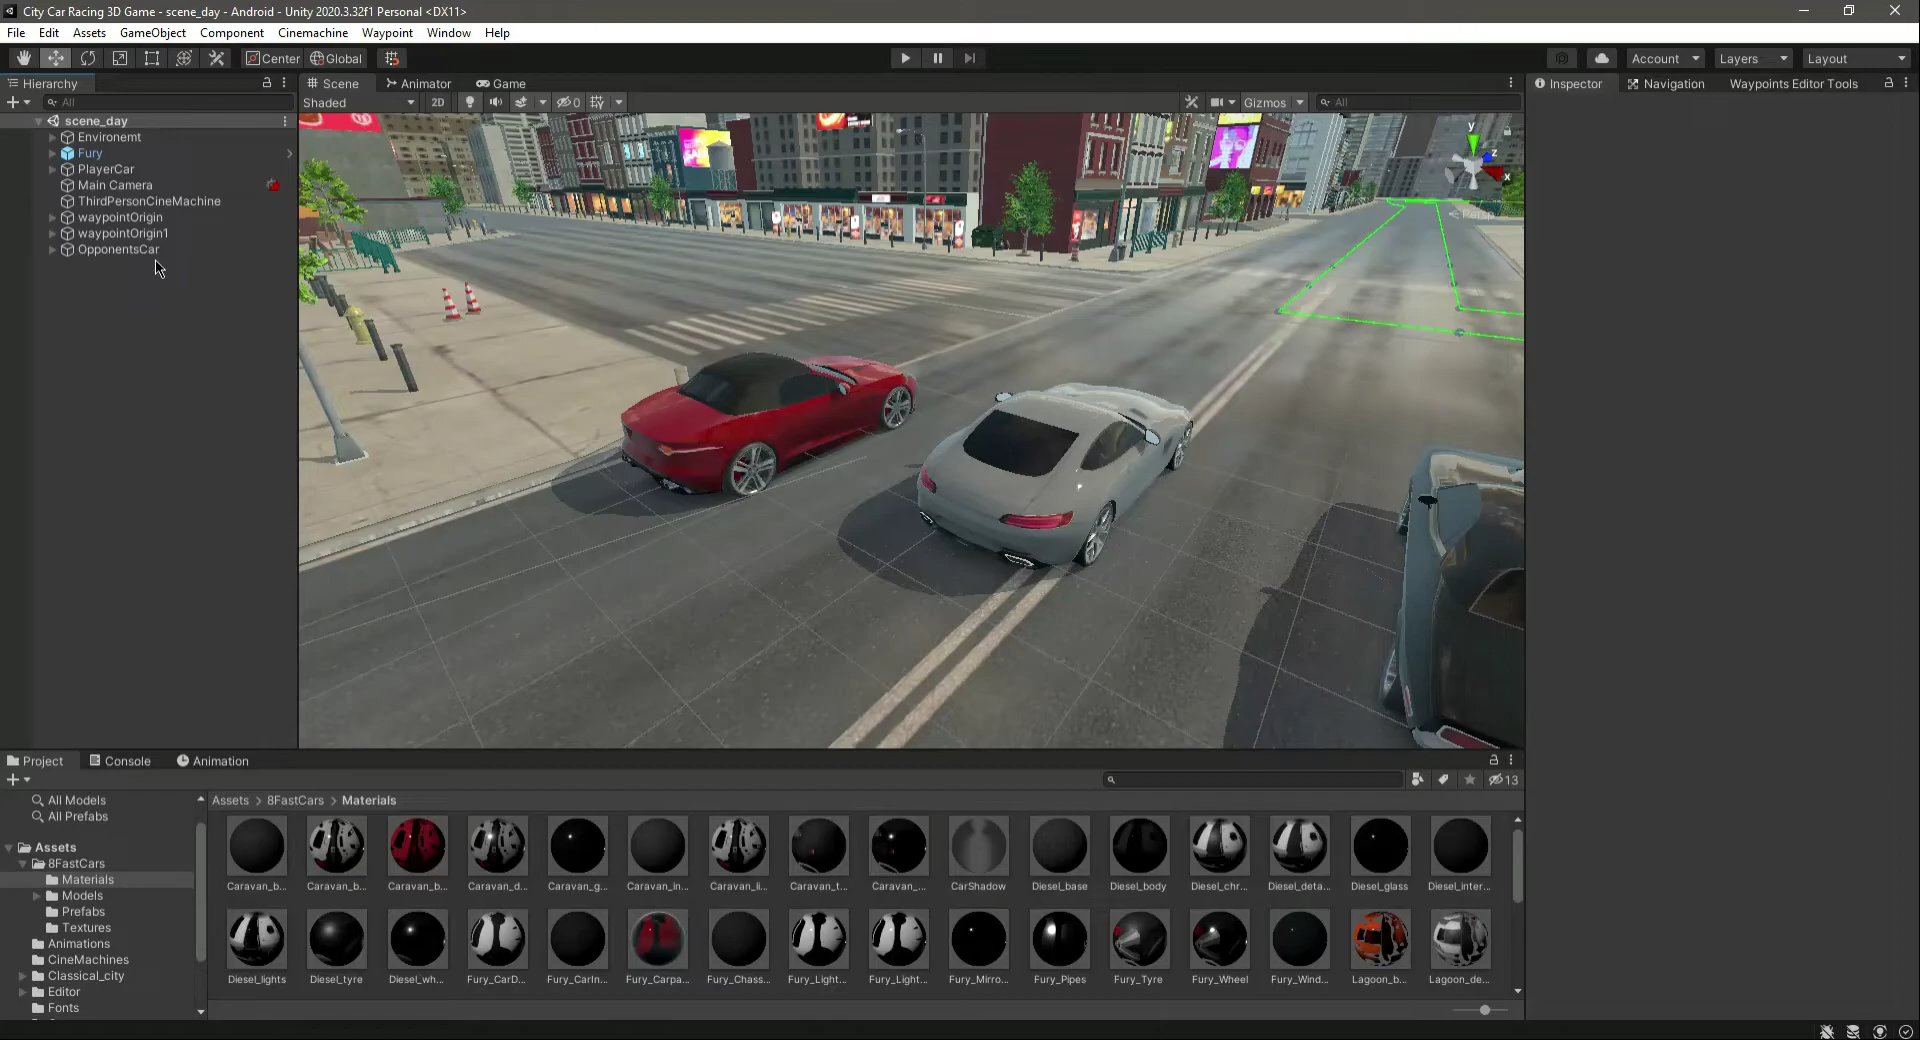 City Car Racing 3D Game - scene_day - Android - Unity 2020.3.32f1 Personal <DX11>
File Edit Assets GameObject Component Cinemachine Waypoint Window Help
Center Global Account Layers Layout
Hierarchy Scene Animator Game Inspector Navigation Waypoints Editor Tools
All Shaded 2D 0 Gizmos All
scene_day
Environemt
Fury
PlayerCar
Main Camera
ThirdPersonCineMachine
waypointOrigin
waypointOrigin1
OpponentsCar
y
z
x
Persp
Project Console Animation
13
All Models
All Prefabs
Assets
8FastCars
Materials
Models
Prefabs
Textures
Animations
CineMachines
Classical_city
Editor
Fonts
Assets > 8FastCars > Materials
Caravan_b... Caravan_b... Caravan_b... Caravan_d... Caravan_g... Caravan_in... Caravan_li... Caravan_t... Caravan_... CarShadow Diesel_base Diesel_body Diesel_chr... Diesel_deta... Diesel_glass Diesel_inter...
Diesel_lights Diesel_tyre Diesel_wh... Fury_CarD... Fury_CarIn... Fury_Carpa... Fury_Chass... Fury_Light... Fury_Light... Fury_Mirro... Fury_Pipes Fury_Tyre Fury_Wheel Fury_Wind... Lagoon_b... Lagoon_de...